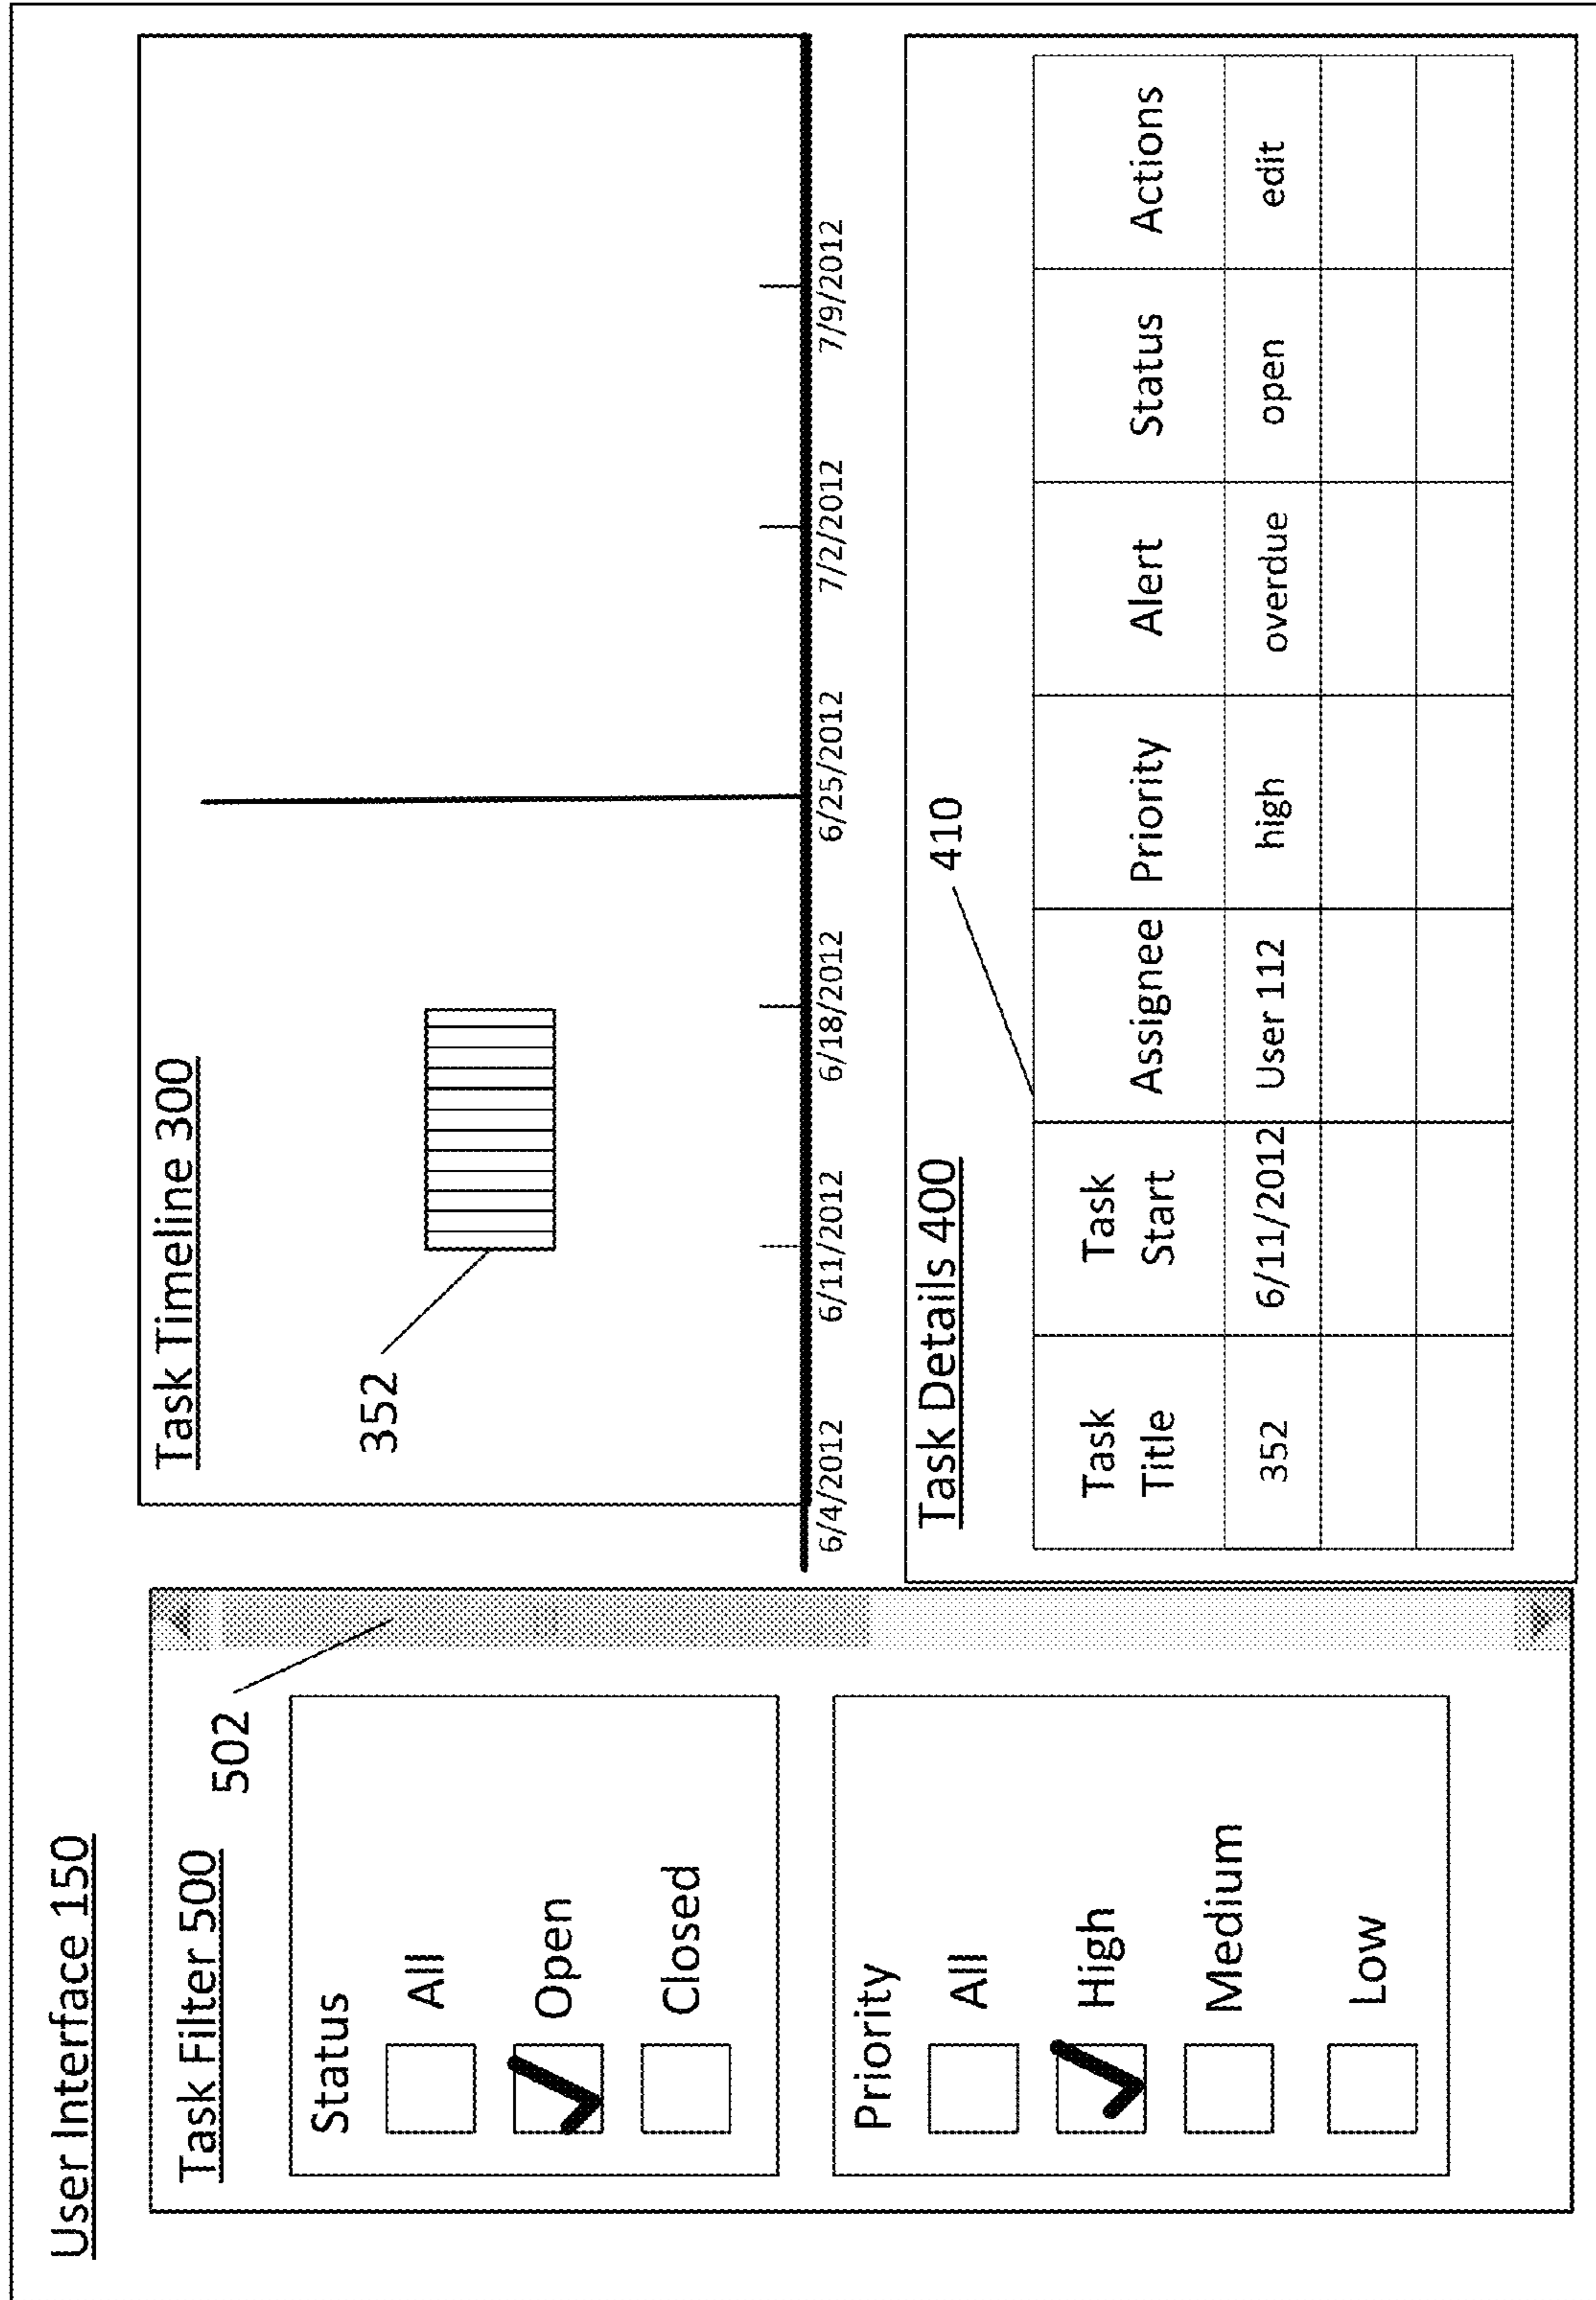 User Interface 150
Task Filter 500
502
Status
All
Open
Closed
Priority
All
High
Medium
Low
Task Timeline 300
352
6/4/2012 6/11/2012 6/18/2012 6/25/2012 7/2/2012 7/9/2012
Task Details 400
410
Task Title Task Start Assignee Priority Alert Status Actions
352 6/11/2012 User 112 high overdue open edit